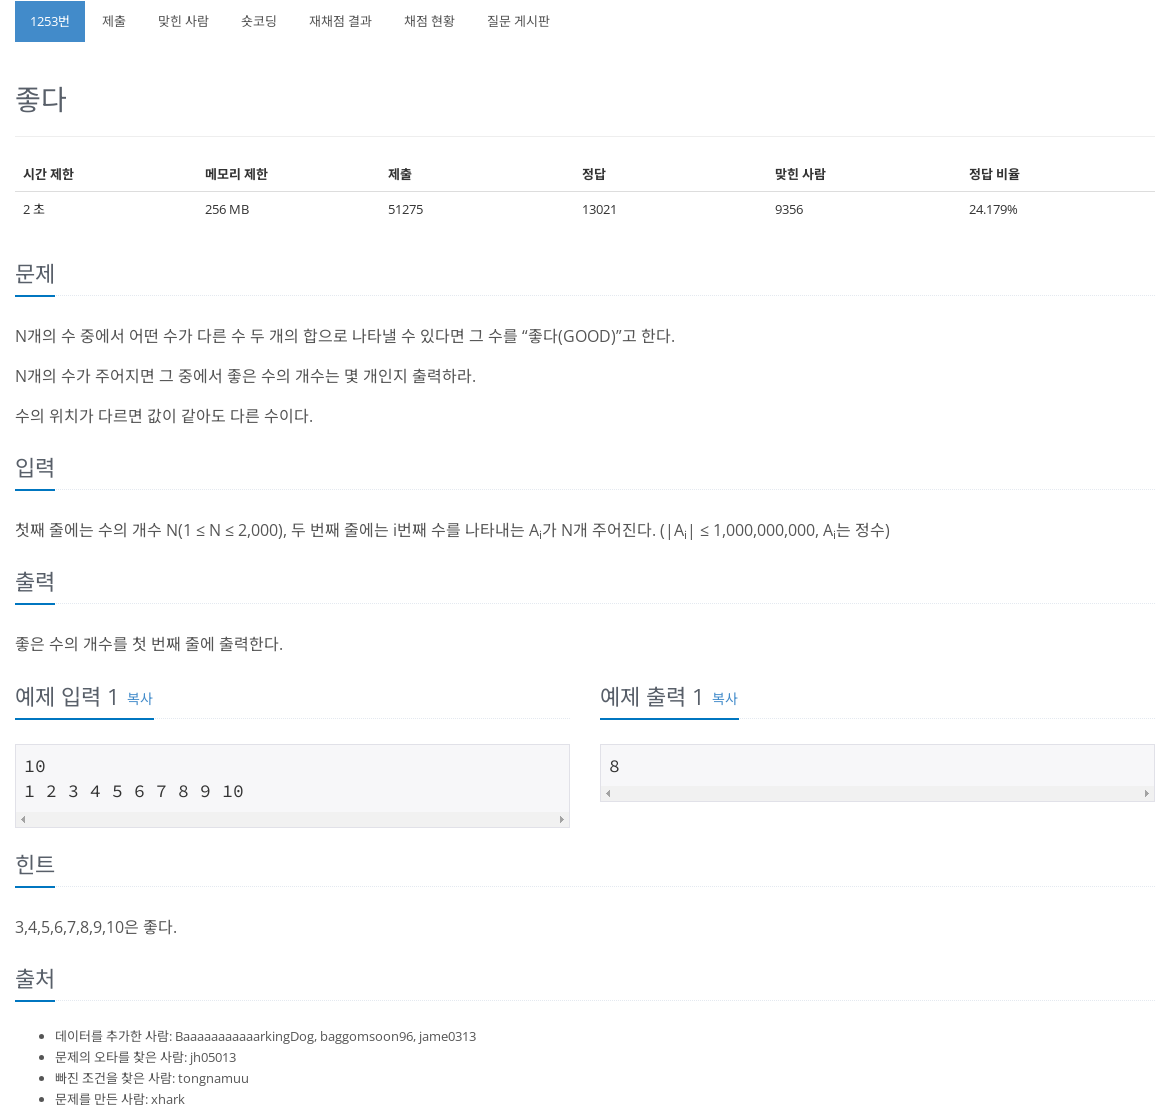 1253번 제출 맞힌 사람 숏코딩 재채점 결과 채점 현황 질문 게시판
좋다
시간 제한 메모리 제한 제출 정답 맞힌 사람 정답 비율
2 초 256 MB 51275 13021 9356 24.179%
문제
N개의 수 중에서 어떤 수가 다른 수 두 개의 합으로 나타낼 수 있다면 그 수를 “좋다(GOOD)”고 한다.
N개의 수가 주어지면 그 중에서 좋은 수의 개수는 몇 개인지 출력하라.
수의 위치가 다르면 값이 같아도 다른 수이다.
입력
첫째 줄에는 수의 개수 N(1 ≤ N ≤ 2,000), 두 번째 줄에는 i번째 수를 나타내는 Ai가 N개 주어진다. (|Ai| ≤ 1,000,000,000, Ai는 정수)
출력
좋은 수의 개수를 첫 번째 줄에 출력한다.
예제 입력 1 복사
10
1 2 3 4 5 6 7 8 9 10
예제 출력 1 복사
8
힌트
3,4,5,6,7,8,9,10은 좋다.
출처
데이터를 추가한 사람: BaaaaaaaaaaarkingDog, baggomsoon96, jame0313
문제의 오타를 찾은 사람: jh05013
빠진 조건을 찾은 사람: tongnamuu
문제를 만든 사람: xhark